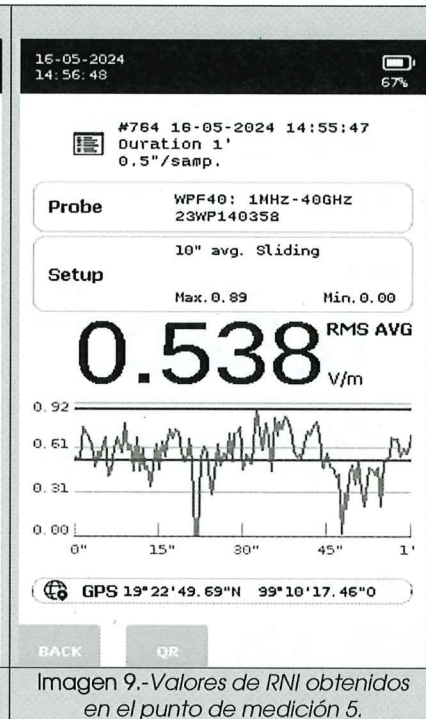 16-05-2024
14:56:48
67%
#764 16-05-2024 14:55:47
Duration 1'
0.5"/samp.
Probe
WPF40: 1MHZ-40GHZ
23WP140358
Setup
10" avg. Sliding
Max.0.89 Min.0.00
0.538 RMS AVG
V/m
0.92
0.61
0.31
0.00
0" 15" 30" 45" 1'
GPS 19°22'49.69"N 99°10'17.46"O
BACK QR
Imagen 9.-Valores de RNI obtenidos
en el punto de medición 5.